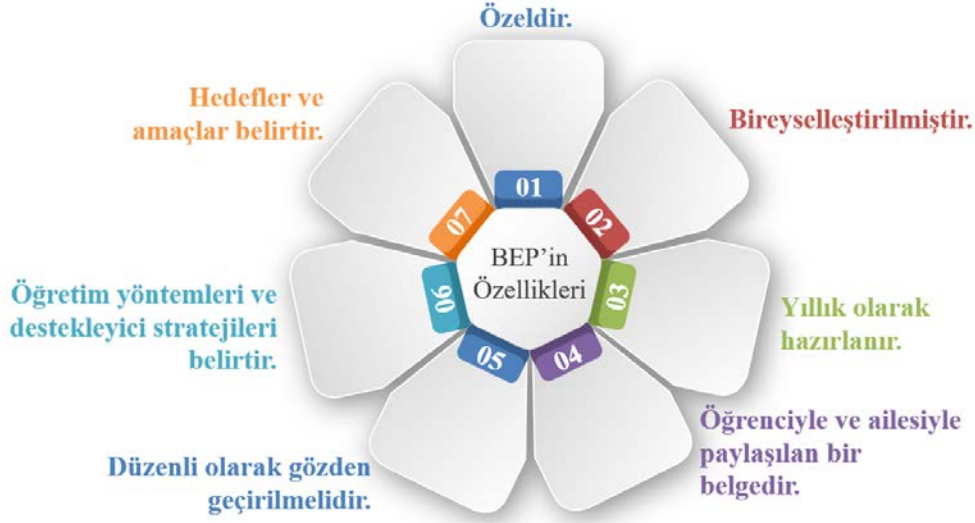 Özeldir.
01
Bireyselleştirilmiştir.
02
Yıllık olarak
hazırlanır.
03
Öğrenciyle ve ailesiyle
paylaşılan bir
belgedir.
04
Düzenli olarak gözden
geçirilmelidir.
05
Öğretim yöntemleri ve
destekleyici stratejileri
belirtir.
06
Hedefler ve
amaçlar belirtir.
07
BEP’in
Özellikleri